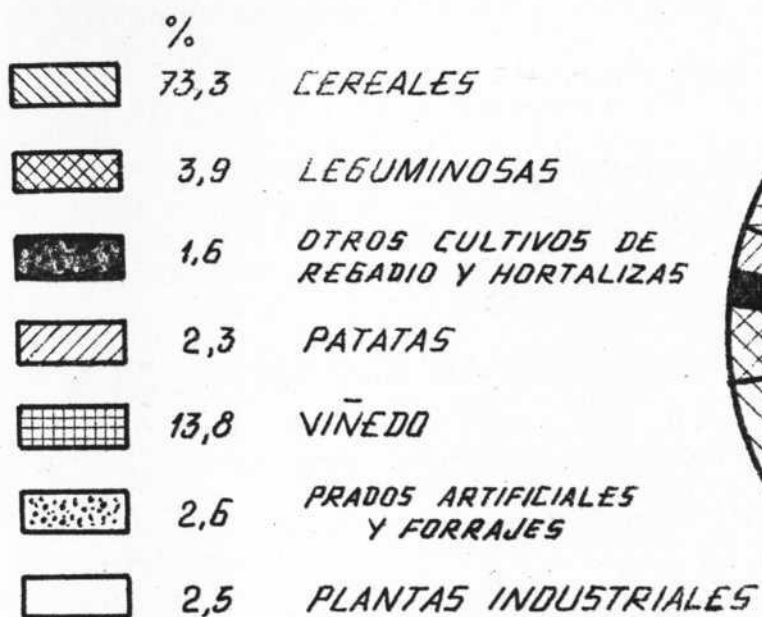 %
73,3 CEREALES
3,9 LEGUMINOSAS
1,6 OTROS CULTIVOS DE
REGADIO Y HORTALIZAS
2,3 PATATAS
13,8 VIÑEDO
2,6 PRADOS ARTIFICIALES
Y FORRAJES
2,5 PLANTAS INDUSTRIALES